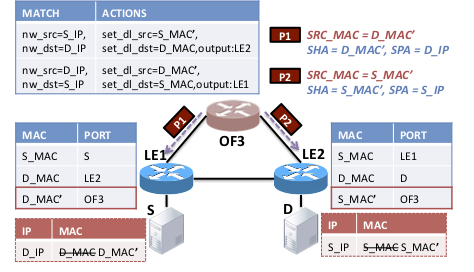 MATCH ACTIONS
nw_src=S_IP, set_dl_src=S_MAC′,
nw_dst=D_IP set_dl_dst=D_MAC,output:LE2
nw_src=D_IP, set_dl_src=D_MAC′,
nw_dst=S_IP set_dl_dst=S_MAC,output:LE1
P1 SRC_MAC = D_MAC′
SHA = D_MAC′, SPA = D_IP
P2 SRC_MAC = S_MAC′
SHA = S_MAC′, SPA = S_IP
P1 P2
OF3
MAC PORT
S_MAC S
D_MAC LE2
D_MAC′ OF3
LE1 LE2
MAC PORT
S_MAC LE1
D_MAC D
S_MAC′ OF3
S D
IP MAC
D_IP D_MAC D_MAC′
IP MAC
S_IP S_MAC S_MAC′